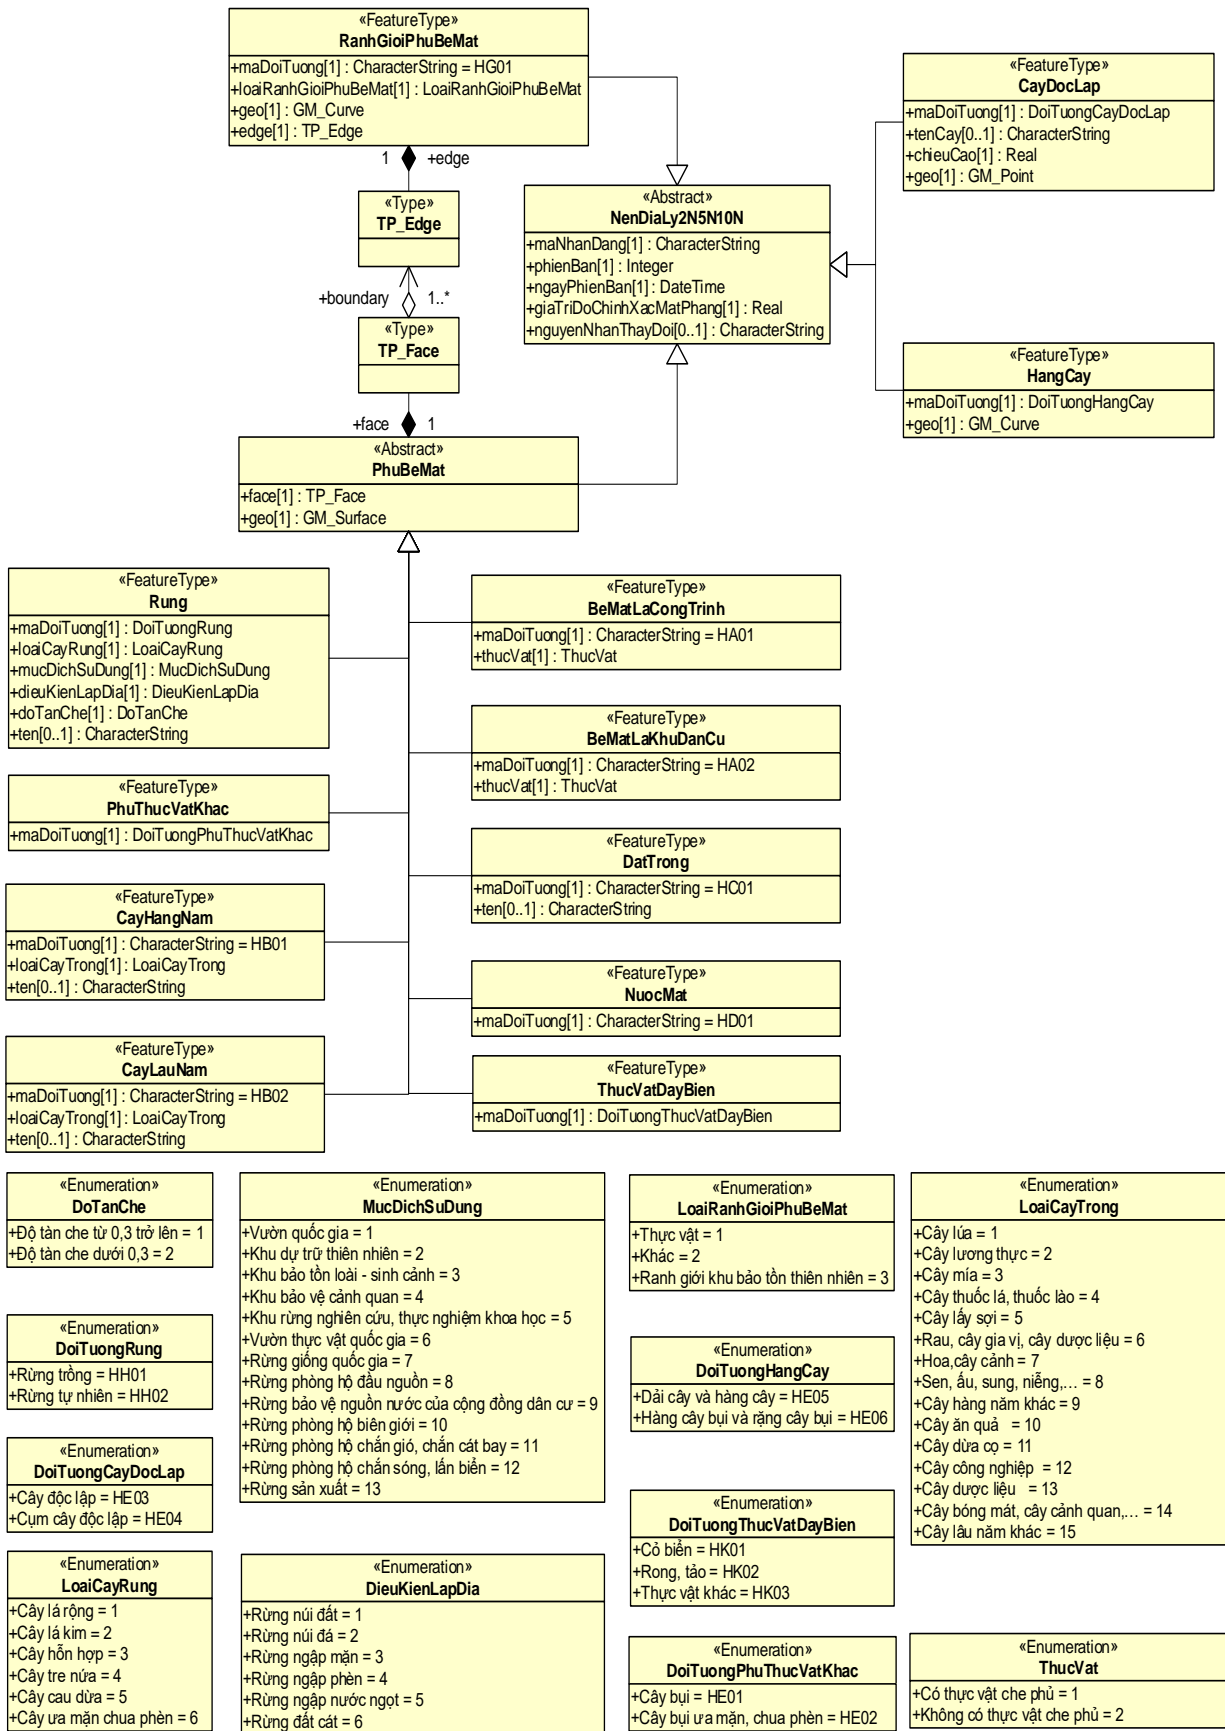 «FeatureType»
RanhGioiPhuBeMat
+maDoiTuong[1] : CharacterString = HG01
+loaiRanhGioiPhuBeMat[1] : LoaiRanhGioiPhuBeMat
+geo[1] : GM_Curve
+edge[1] : TP_Edge
1
+edge
«Type»
TP_Edge
+boundary
1..*
«Type»
TP_Face
+face
1
«Abstract»
PhuBeMat
+face[1] : TP_Face
+geo[1] : GM_Surface
«Abstract»
NenDiaLy2N5N10N
+maNhanDang[1] : CharacterString
+phienBan[1] : Integer
+ngayPhienBan[1] : DateTime
+giaTriDoChinhXacMatPhang[1] : Real
+nguyenNhanThayDoi[0..1] : CharacterString
«FeatureType»
CayDocLap
+maDoiTuong[1] : DoiTuongCayDocLap
+tenCay[0..1] : CharacterString
+chieuCao[1] : Real
+geo[1] : GM_Point
«FeatureType»
HangCay
+maDoiTuong[1] : DoiTuongHangCay
+geo[1] : GM_Curve
«FeatureType»
Rung
+maDoiTuong[1] : DoiTuongRung
+loaiCayRung[1] : LoaiCayRung
+mucDichSuDung[1] : MucDichSuDung
+dieuKienLapDia[1] : DieuKienLapDia
+doTanChe[1] : DoTanChe
+ten[0..1] : CharacterString
«FeatureType»
PhuThucVatKhac
+maDoiTuong[1] : DoiTuongPhuThucVatKhac
«FeatureType»
CayHangNam
+maDoiTuong[1] : CharacterString = HB01
+loaiCayTrong[1] : LoaiCayTrong
+ten[0..1] : CharacterString
«FeatureType»
CayLauNam
+maDoiTuong[1] : CharacterString = HB02
+loaiCayTrong[1] : LoaiCayTrong
+ten[0..1] : CharacterString
«FeatureType»
BeMatLaCongTrinh
+maDoiTuong[1] : CharacterString = HA01
+thucVat[1] : ThucVat
«FeatureType»
BeMatLaKhuDanCu
+maDoiTuong[1] : CharacterString = HA02
+thucVat[1] : ThucVat
«FeatureType»
DatTrong
+maDoiTuong[1] : CharacterString = HC01
+ten[0..1] : CharacterString
«FeatureType»
NuocMat
+maDoiTuong[1] : CharacterString = HD01
«FeatureType»
ThucVatDayBien
+maDoiTuong[1] : DoiTuongThucVatDayBien
«Enumeration»
DoTanChe
+Độ tàn che từ 0,3 trở lên = 1
+Độ tàn che dưới 0,3 = 2
«Enumeration»
DoiTuongRung
+Rừng trồng = HH01
+Rừng tự nhiên = HH02
«Enumeration»
DoiTuongCayDocLap
+Cây độc lập = HE03
+Cụm cây độc lập = HE04
«Enumeration»
LoaiCayRung
+Cây lá rộng = 1
+Cây lá kim = 2
+Cây hỗn hợp = 3
+Cây tre nứa = 4
+Cây cau dừa = 5
+Cây ưa mặn chua phèn = 6
«Enumeration»
MucDichSuDung
+Vườn quốc gia = 1
+Khu dự trữ thiên nhiên = 2
+Khu bảo tồn loài - sinh cảnh = 3
+Khu bảo vệ cảnh quan = 4
+Khu rừng nghiên cứu, thực nghiệm khoa học = 5
+Vườn thực vật quốc gia = 6
+Rừng giống quốc gia = 7
+Rừng phòng hộ đầu nguồn = 8
+Rừng bảo vệ nguồn nước của cộng đồng dân cư = 9
+Rừng phòng hộ biên giới = 10
+Rừng phòng hộ chắn gió, chắn cát bay = 11
+Rừng phòng hộ chắn sóng, lấn biển = 12
+Rừng sản xuất = 13
«Enumeration»
DieuKienLapDia
+Rừng núi đất = 1
+Rừng núi đá = 2
+Rừng ngập mặn = 3
+Rừng ngập phèn = 4
+Rừng ngập nước ngọt = 5
+Rừng đất cát = 6
«Enumeration»
LoaiRanhGioiPhuBeMat
+Thực vật = 1
+Khác = 2
+Ranh giới khu bảo tồn thiên nhiên = 3
«Enumeration»
DoiTuongHangCay
+Dải cây và hàng cây = HE05
+Hàng cây bụi và rặng cây bụi = HE06
«Enumeration»
DoiTuongThucVatDayBien
+Cỏ biển = HK01
+Rong, tảo = HK02
+Thực vật khác = HK03
«Enumeration»
DoiTuongPhuThucVatKhac
+Cây bụi = HE01
+Cây bụi ưa mặn, chua phèn = HE02
«Enumeration»
LoaiCayTrong
+Cây lúa = 1
+Cây lương thực = 2
+Cây mía = 3
+Cây thuốc lá, thuốc lào = 4
+Cây lấy sợi = 5
+Rau, cây gia vị, cây dược liệu = 6
+Hoa,cây cảnh = 7
+Sen, ấu, sung, niễng,... = 8
+Cây hàng năm khác = 9
+Cây ăn quả = 10
+Cây dừa cọ = 11
+Cây công nghiệp = 12
+Cây dược liệu = 13
+Cây bóng mát, cây cảnh quan,... = 14
+Cây lâu năm khác = 15
«Enumeration»
ThucVat
+Có thực vật che phủ = 1
+Không có thực vật che phủ = 2